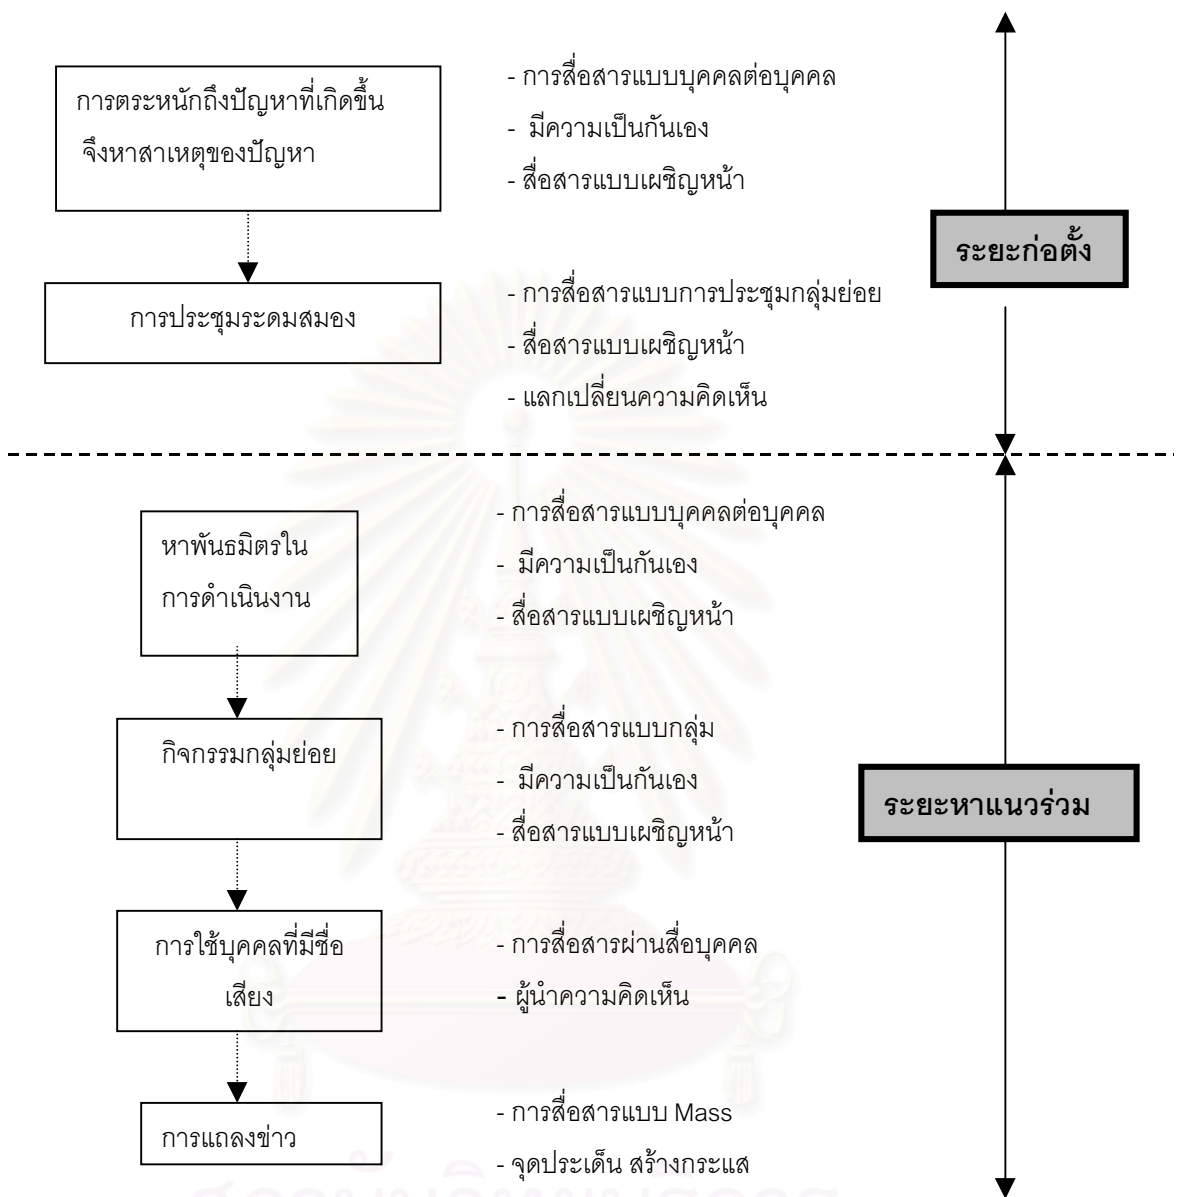 การตระหนักถึงปัญหาที่เกิดขึ้น
จึงหาสาเหตุของปัญหา
- การสื่อสารแบบบุคคลต่อบุคคล
- มีความเป็นกันเอง
- สื่อสารแบบเผชิญหน้า
ระยะก่อตั้ง
การประชุมระดมสมอง
- การสื่อสารแบบการประชุมกลุ่มย่อย
- สื่อสารแบบเผชิญหน้า
- แลกเปลี่ยนความคิดเห็น
หาพันธมิตรใน
การดำเนินงาน
- การสื่อสารแบบบุคคลต่อบุคคล
- มีความเป็นกันเอง
- สื่อสารแบบเผชิญหน้า
กิจกรรมกลุ่มย่อย
- การสื่อสารแบบกลุ่ม
- มีความเป็นกันเอง
- สื่อสารแบบเผชิญหน้า
ระยะหาแนวร่วม
การใช้บุคคลที่มีชื่อ
เสียง
- การสื่อสารผ่านสื่อบุคคล
- ผู้นำความคิดเห็น
การแถลงข่าว
- การสื่อสารแบบ Mass
- จุดประเด็น สร้างกระแส